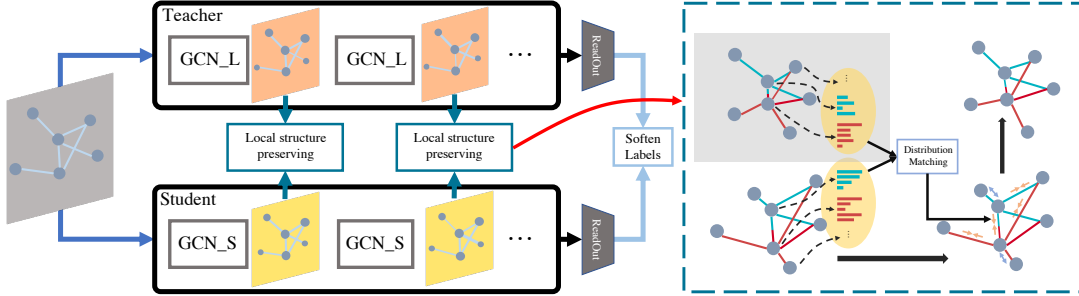 Teacher
GCN_L
GCN_L
...
ReadOut
Local structure
preserving
Local structure
preserving
Soften
Labels
Student
GCN_S
GCN_S
...
ReadOut
...
Distribution
Matching
...